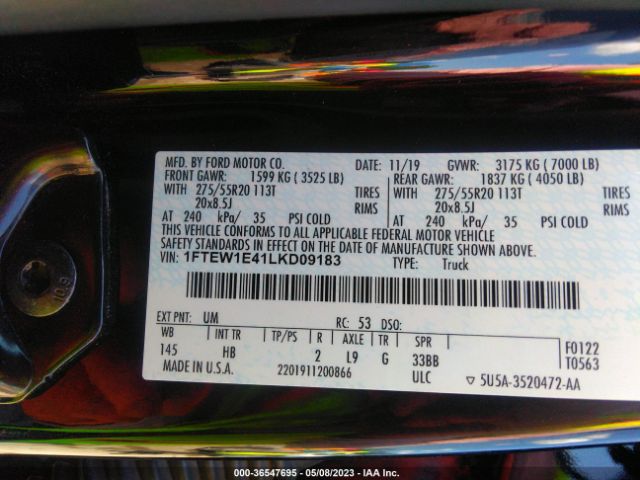 MFD. BY FORD MOTOR CO. DATE: 11/19 GVWR: 3175 KG ( 7000 LB)
FRONT GAWR: 1599 KG ( 3525 LB) REAR GAWR: 1837 KG ( 4050 LB)
WITH 275/55R20 113T TIRES WITH 275/55R20 113T TIRES
20x8.5J RIMS 20x8.5J RIMS
AT 240 kPa/ 35 PSI COLD AT 240 kPa/ 35 PSI COLD
THIS VEHICLE CONFORMS TO ALL APPLICABLE FEDERAL MOTOR VEHICLE
SAFETY STANDARDS IN EFFECT ON THE DATE OF MANUFACTURE SHOWN ABOVE.
VIN: 1FTEW1E41LKD09183 TYPE: Truck
EXT PNT: UM RC: 53 DSO:
WB INT TR TP/PS R AXLE TR SPR F0122
145 HB 2 L9 G 33BB T0563
MADE IN U.S.A. 2201911200866 ULC ▽ 5U5A-3520472-AA
10.9
000-36547695 - 05/08/2023 - IAA Inc.